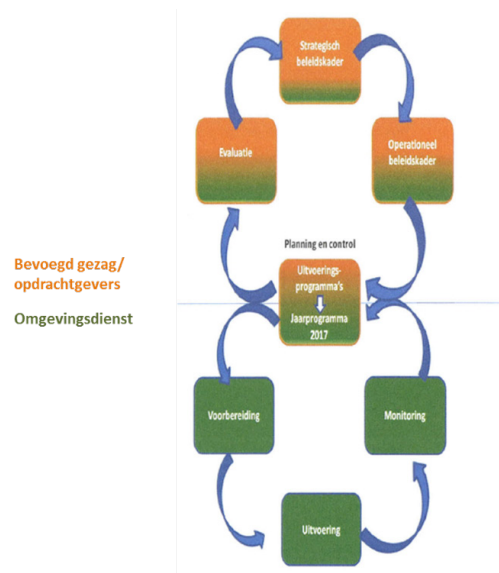 Strategisch
beleidskader
Evaluatie
Operationeel
beleidskader
Planning en control
Bevoegd gezag/
opdrachtgevers
Omgevingsdienst
Uitvoerings-
programma's
Jaarprogramma
2017
Voorbereiding
Monitoring
Uitvoering